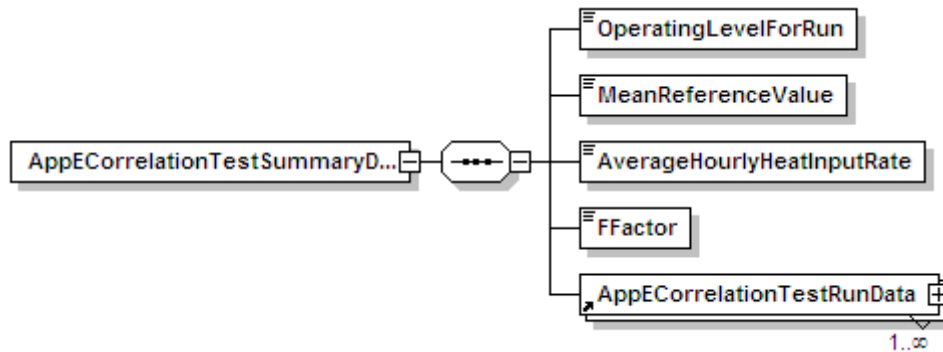 OperatingLevelForRun
MeanReferenceValue
AppECorrelationTestSummaryD...
AverageHourlyHeatInputRate
FFactor
AppECorrelationTestRunData
1..∞